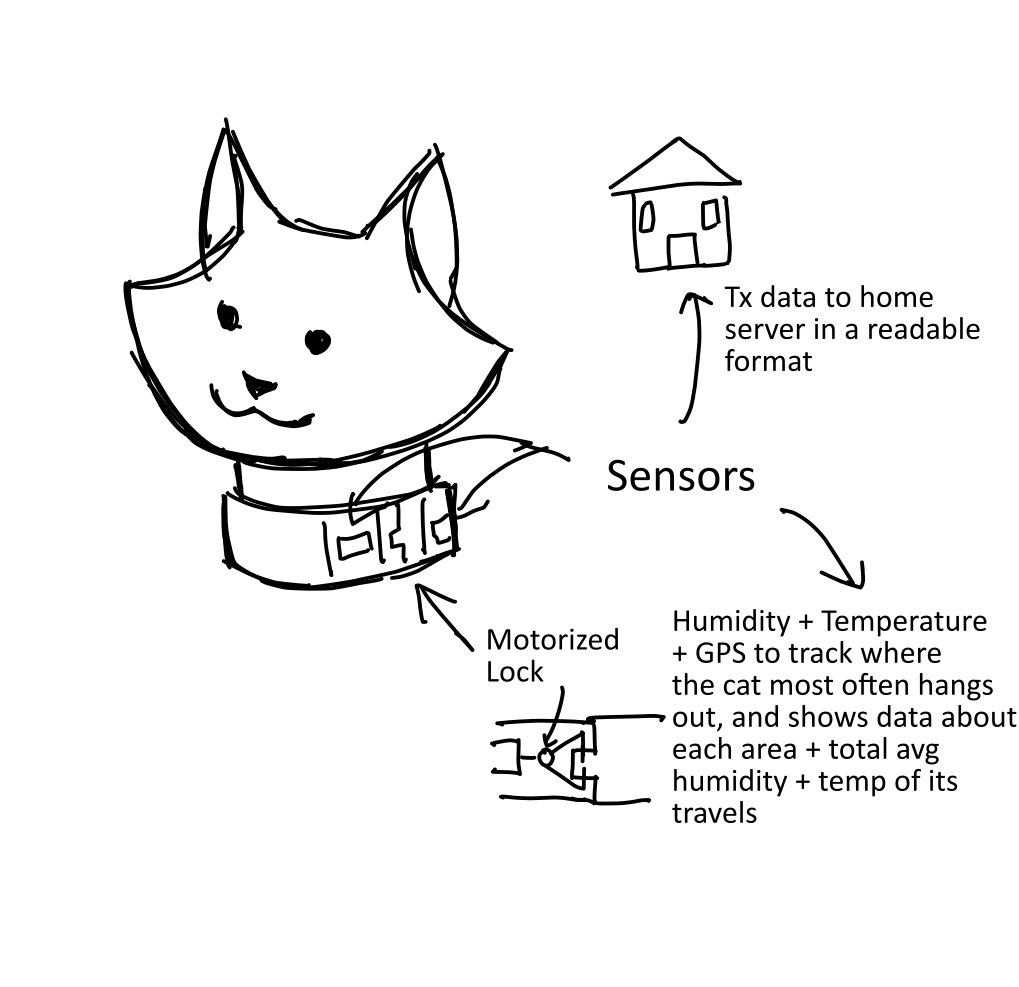 Tx data to home
server in a readable
format
Sensors
Motorized
Lock
Humidity + Temperature
+ GPS to track where
the cat most often hangs
out, and shows data about
each area + total avg
humidity + temp of its
travels